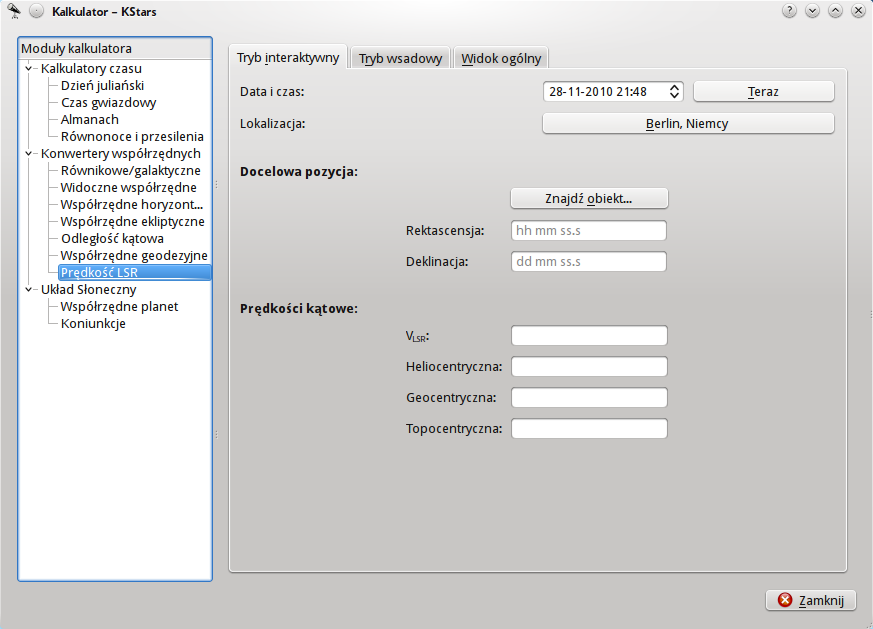 Kalkulator – KStars
Moduły kalkulatora
Kalkulatory czasu
Dzień juliański
Czas gwiazdowy
Almanach
Równonoce i przesilenia
Konwertery współrzędnych
Równikowe/galaktyczne
Widoczne współrzędne
Współrzędne horyzont...
Współrzędne ekliptyczne
Odległość kątowa
Współrzędne geodezyjne
Prędkość LSR
Układ Słoneczny
Współrzędne planet
Koniunkcje
Tryb interaktywny Tryb wsadowy Widok ogólny
Data i czas: 28-11-2010 21:48 Teraz
Lokalizacja: Berlin, Niemcy
Docelowa pozycja:
Znajdź obiekt...
Rektascensja: hh mm ss.s
Deklinacja: dd mm ss.s
Prędkości kątowe:
VLSR:
Heliocentryczna:
Geocentryczna:
Topocentryczna:
Zamknij